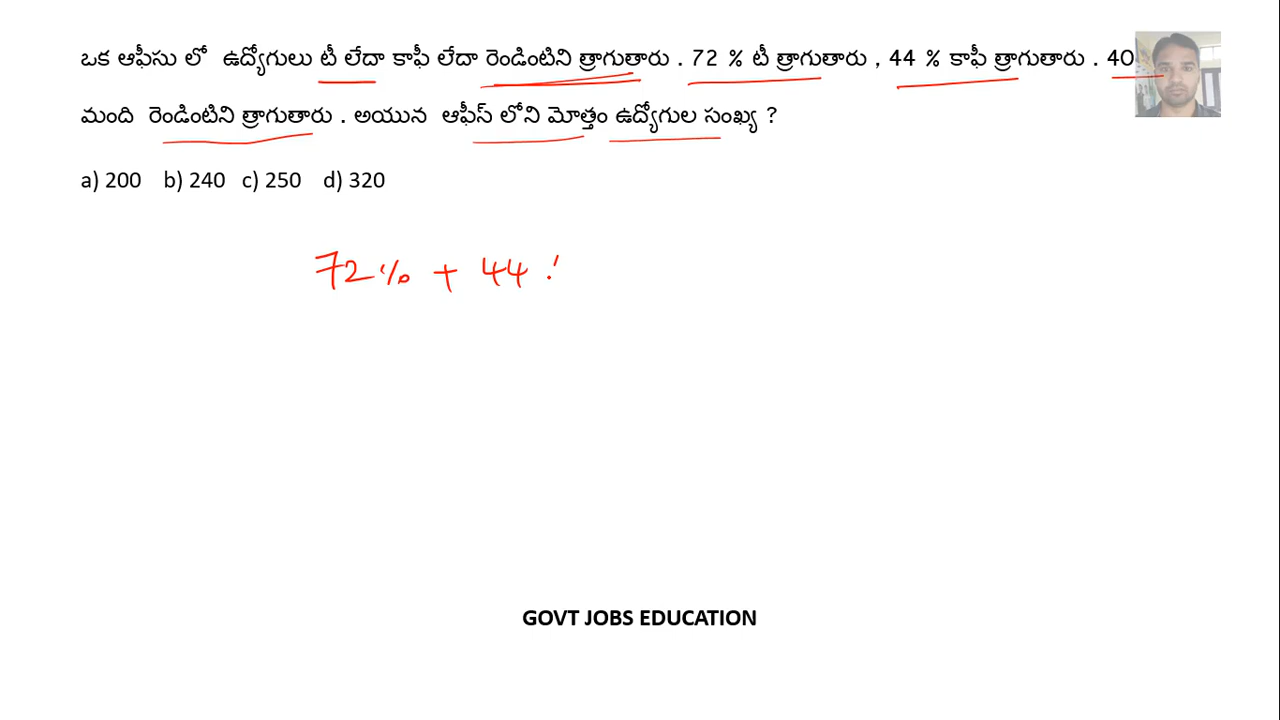 ఒక ఆఫీసు లో ఉద్యోగులు టీ లేదా కాఫీ లేదా రెండింటిని త్రాగుతారు . 72 % టీ త్రాగుతారు , 44 % కాఫీ త్రాగుతారు . 40
మంది రెండింటిని త్రాగుతారు . అయున ఆఫీస్ లోని మోత్తం ఉద్యోగుల సంఖ్య ?
a) 200 b) 240 c) 250 d) 320
72% + 44
GOVT JOBS EDUCATION